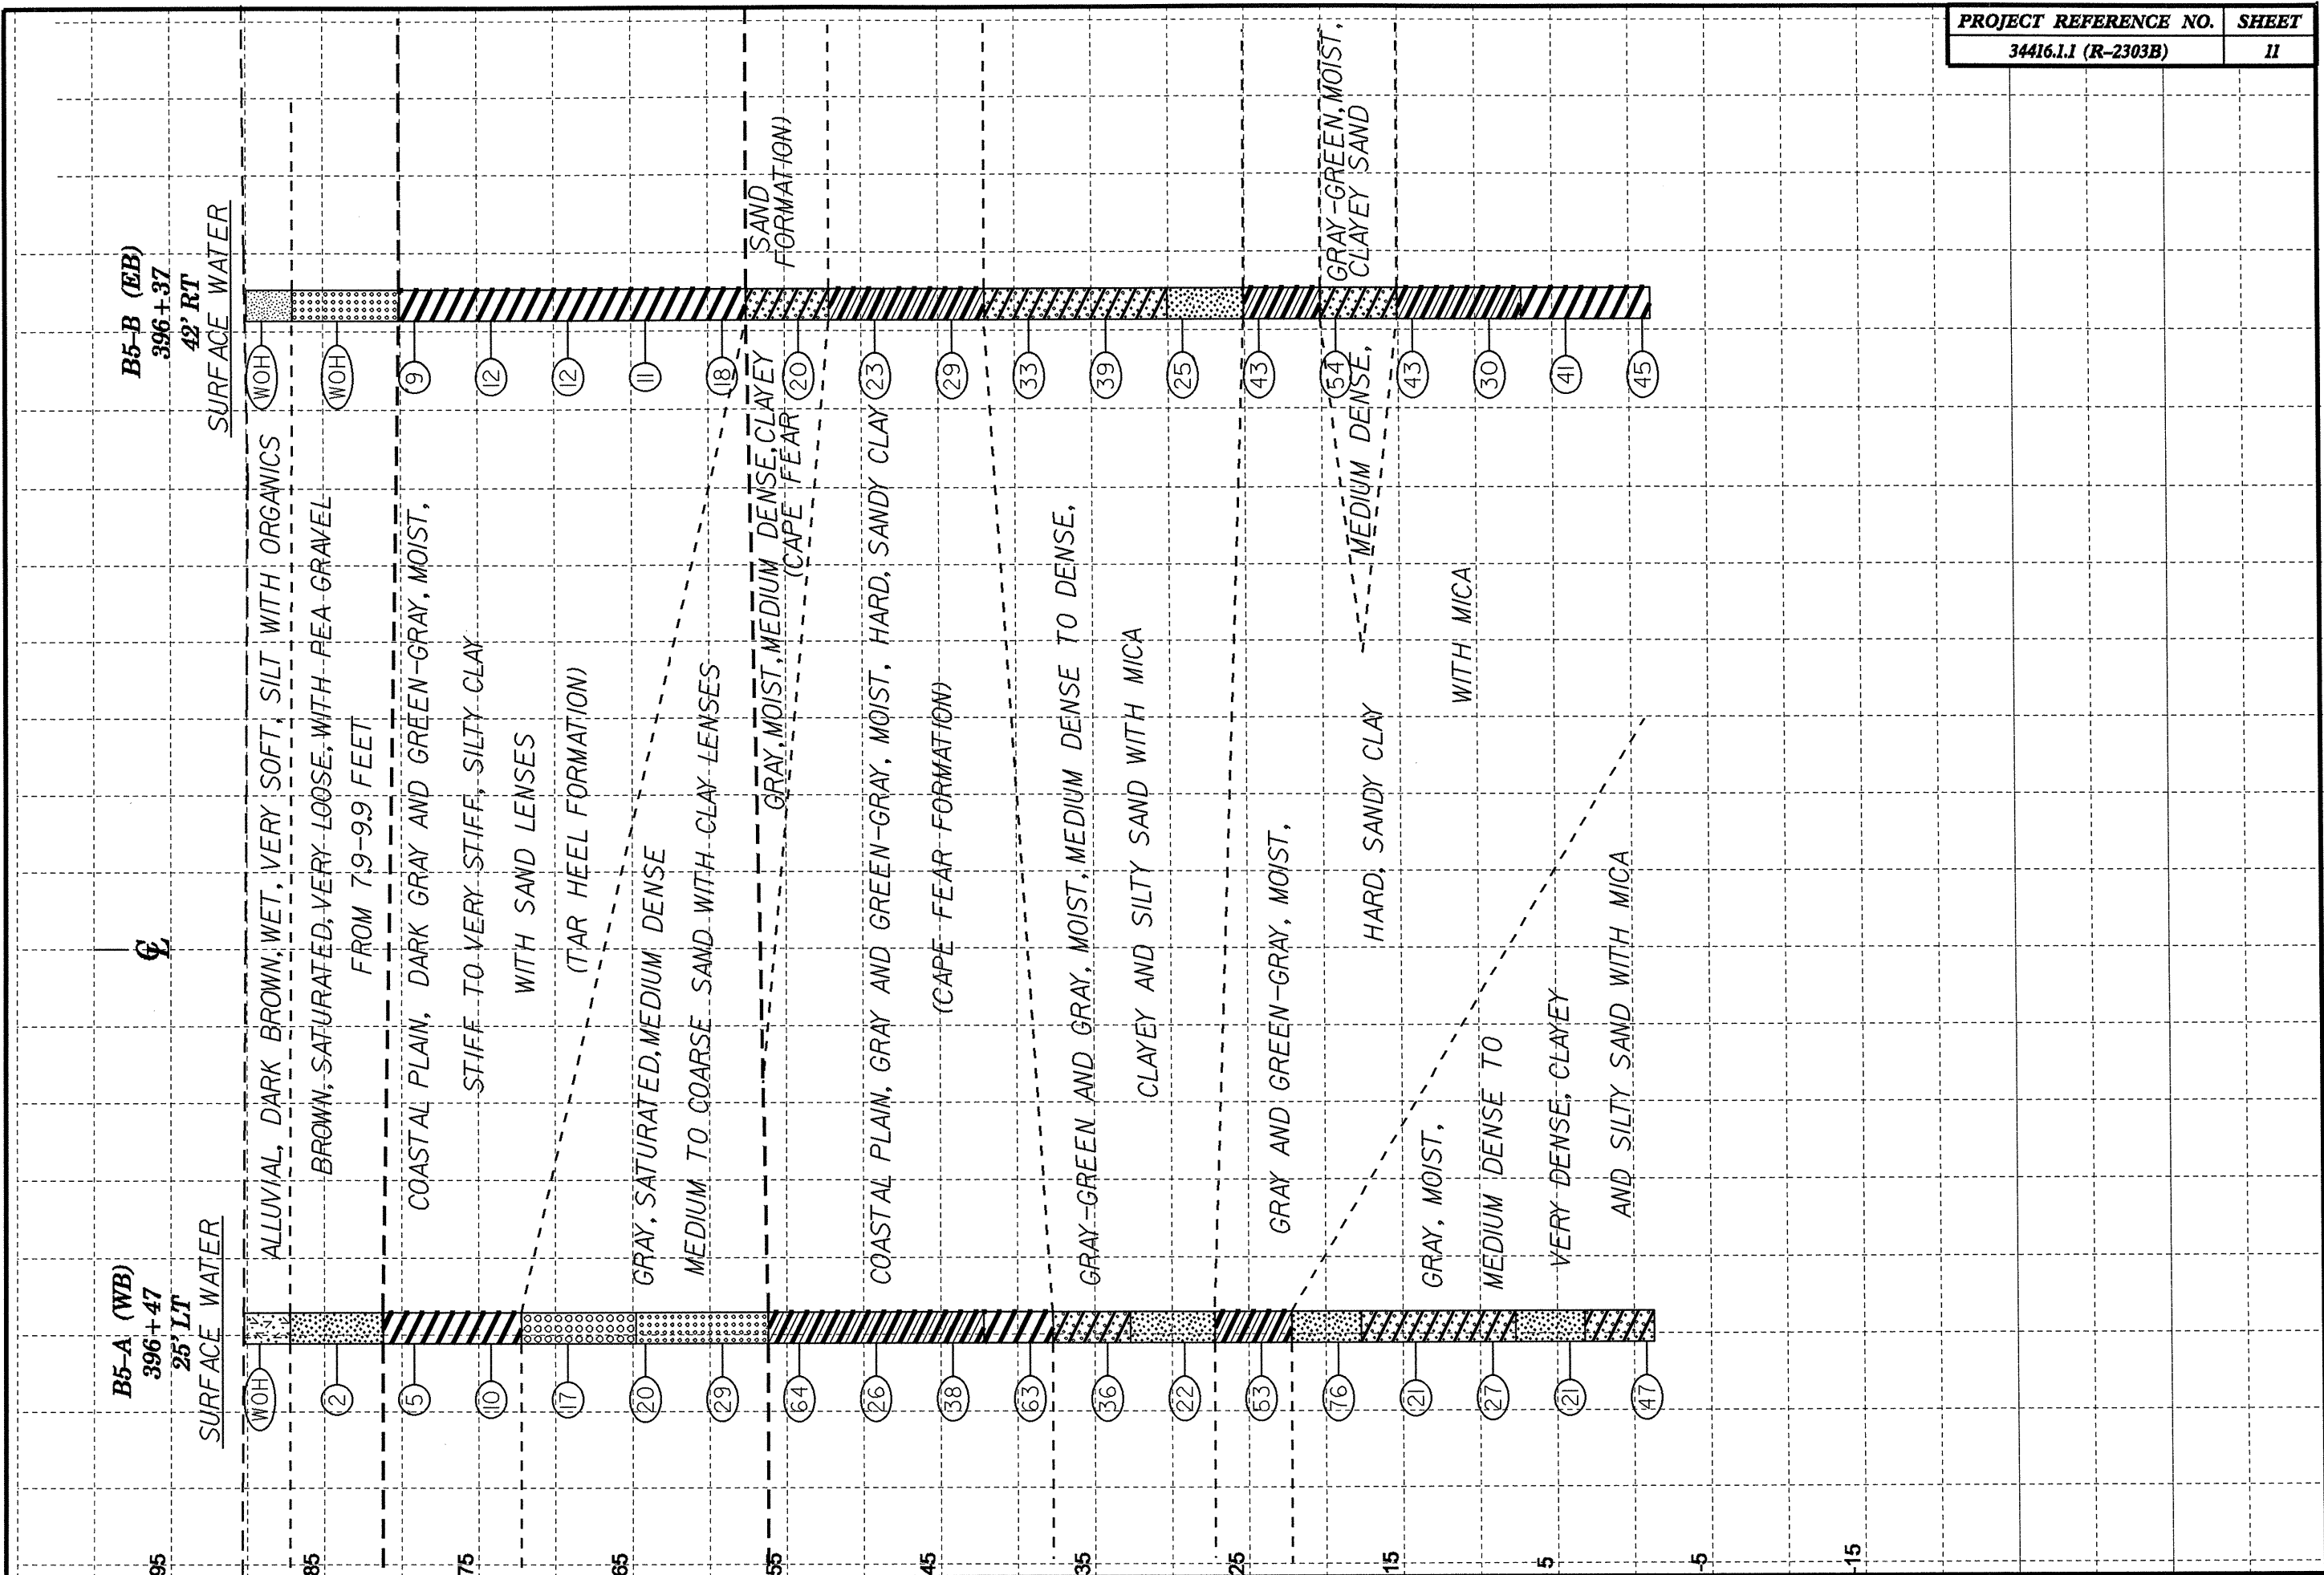 PROJECT REFERENCE NO. SHEET
34416.1.1 (R-2303B) 11
B5-A (WB)
396+47
25' LT
SURFACE WATER
WOH
2
5
10
17
20
29
64
26
38
63
36
22
53
76
21
27
21
47
CL
B5-B (EB)
396+37
42' RT
SURFACE WATER
WOH
WOH
9
12
12
11
18
20
23
29
33
39
25
43
54
43
30
41
45
ALLUVIAL, DARK BROWN, WET, VERY SOFT, SILT WITH ORGANICS
BROWN, SATURATED, VERY LOOSE, WITH PEA GRAVEL
FROM 7.9-9.9 FEET
COASTAL PLAIN, DARK GRAY AND GREEN-GRAY, MOIST,
STIFF TO VERY STIFF, SILTY CLAY
WITH SAND LENSES
(TAR HEEL FORMATION)
GRAY, SATURATED, MEDIUM DENSE
MEDIUM TO COARSE SAND WITH CLAY LENSES
GRAY, MOIST, MEDIUM DENSE, CLAYEY SAND
(CAPE FEAR FORMATION)
COASTAL PLAIN, GRAY AND GREEN-GRAY, MOIST, HARD, SANDY CLAY
(CAPE FEAR FORMATION)
GRAY-GREEN AND GRAY, MOIST, MEDIUM DENSE TO DENSE,
CLAYEY AND SILTY SAND WITH MICA
GRAY AND GREEN-GRAY, MOIST,
HARD, SANDY CLAY
WITH MICA
GRAY-GREEN, MOIST,
MEDIUM DENSE, CLAYEY SAND
GRAY, MOIST,
MEDIUM DENSE TO
VERY DENSE, CLAYEY
AND SILTY SAND WITH MICA
95
85
75
65
55
45
35
25
15
5
-5
-15